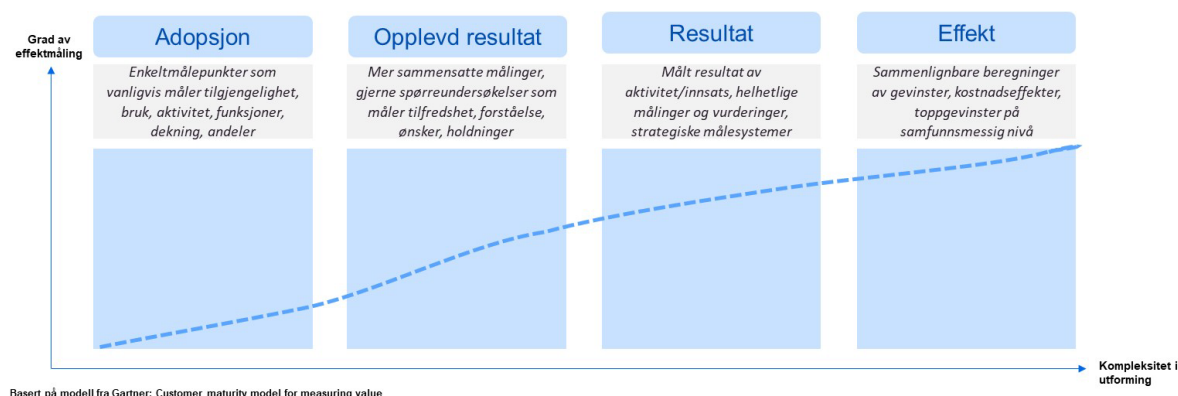 Grad av
effektmåling
Adopsjon
Opplevd resultat
Resultat
Effekt
Enkeltmålepunkter som
vanligvis måler tilgjengelighet,
bruk, aktivitet, funksjoner,
dekning, andeler
Mer sammensatte målinger,
gjerne spørreundersøkelser som
måler tilfredshet, forståelse,
ønsker, holdninger
Målt resultat av
aktivitet/innsats, helhetlige
målinger og vurderinger,
strategiske målesystemer
Sammenlignbare beregninger
av gevinster, kostnadseffekter,
toppgevinster på
samfunnsmessig nivå
Kompleksitet i
utforming
Basert på modell fra Gartner: Customer maturity model for measuring value